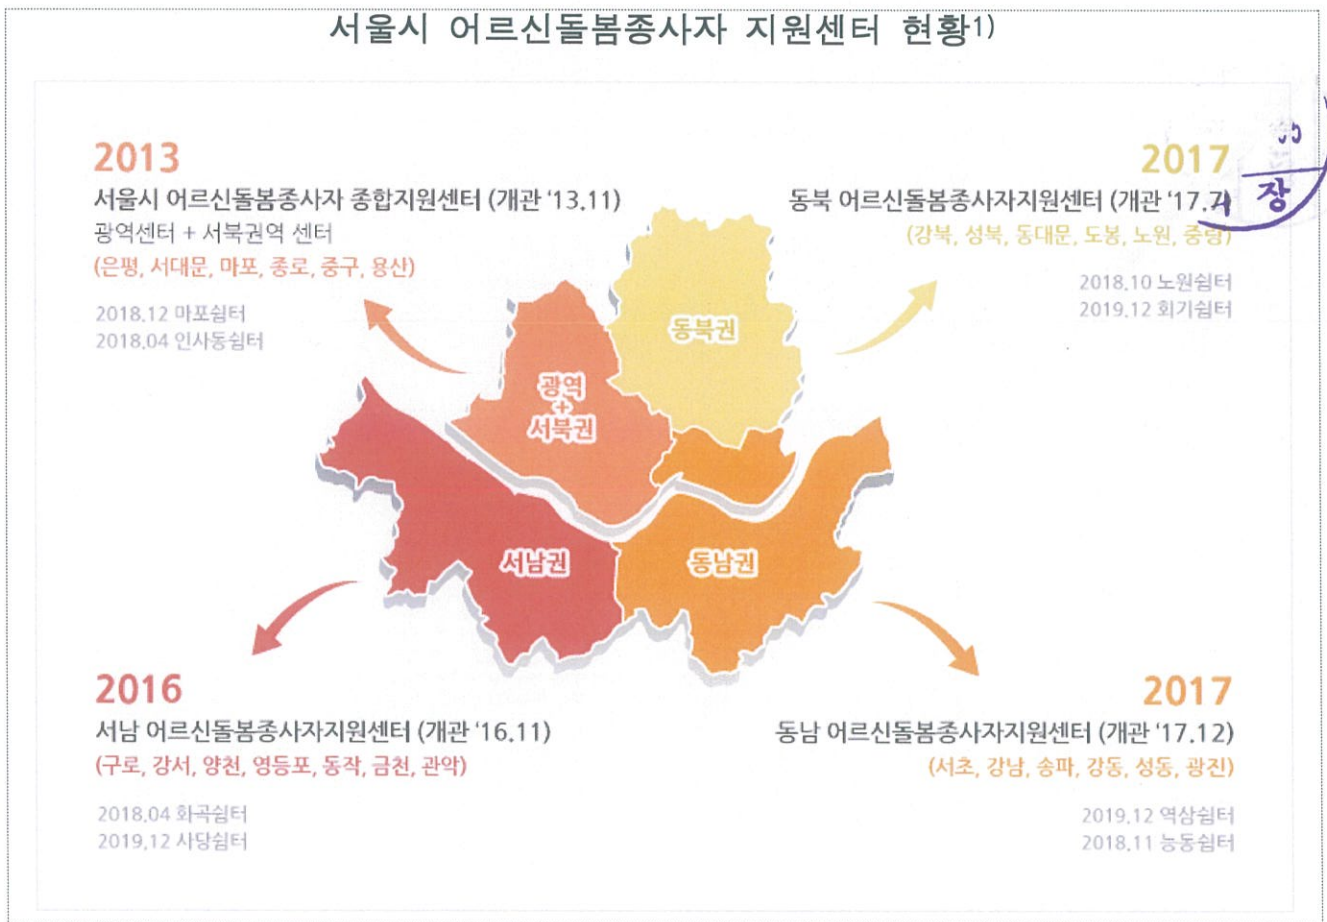 서울시 어르신돌봄종사자 지원센터 현황1)
2013
서울시 어르신돌봄종사자 종합지원센터 (개관 ‘13.11)
광역센터 + 서북권역 센터
(은평, 서대문, 마포, 종로, 중구, 용산)
2018.12 마포쉼터
2018.04 인사동쉼터
2017
동북 어르신돌봄종사자지원센터 (개관 ‘17.7)
(강북, 성북, 동대문, 도봉, 노원, 중랑)
2018.10 노원쉼터
2019.12 회기쉼터
장
동북권
광역
+
서북권
서남권
동남권
2016
서남 어르신돌봄종사자지원센터 (개관 ‘16.11)
(구로, 강서, 양천, 영등포, 동작, 금천, 관악)
2018.04 화곡쉼터
2019.12 사당쉼터
2017
동남 어르신돌봄종사자지원센터 (개관 ‘17.12)
(서초, 강남, 송파, 강동, 성동, 광진)
2019.12 역삼쉼터
2018.11 능동쉼터